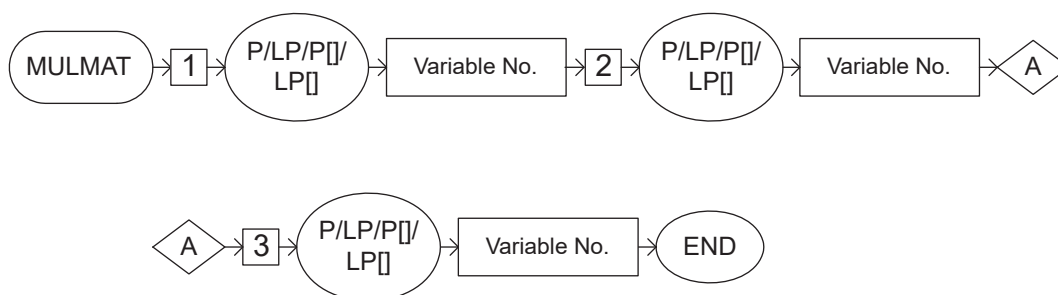 MULMAT
1
P/LP/P[]/
LP[]
Variable No.
2
P/LP/P[]/
LP[]
Variable No.
A
A
3
P/LP/P[]/
LP[]
Variable No.
END